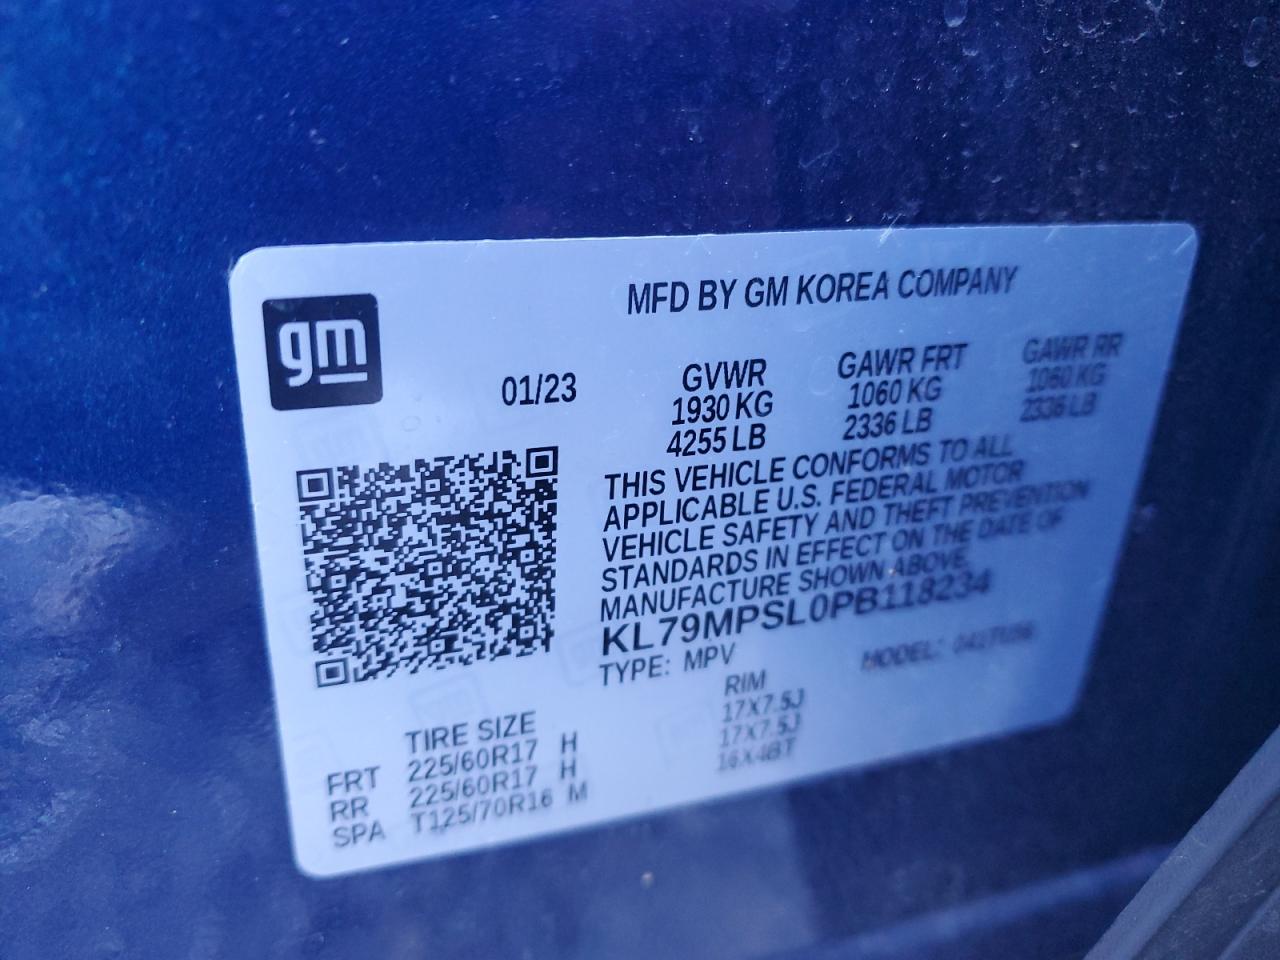 MFD BY GM KOREA COMPANY
gm
01/23
GVWR GAWR FRT GAWR RR
1930 KG 1060 KG 1060 KG
4255 LB 2336 LB 2336 LB
THIS VEHICLE CONFORMS TO ALL
APPLICABLE U.S. FEDERAL MOTOR
VEHICLE SAFETY AND THEFT PREVENTION
STANDARDS IN EFFECT ON THE DATE OF
MANUFACTURE SHOWN ABOVE.
KL79MPSL0PB118234
TYPE: MPV MODEL:
TIRE SIZE RIM
FRT 225/60R17 H 17X7.5J
RR 225/60R17 H 17X7.5J
SPA T125/70R16 M 16X4BT